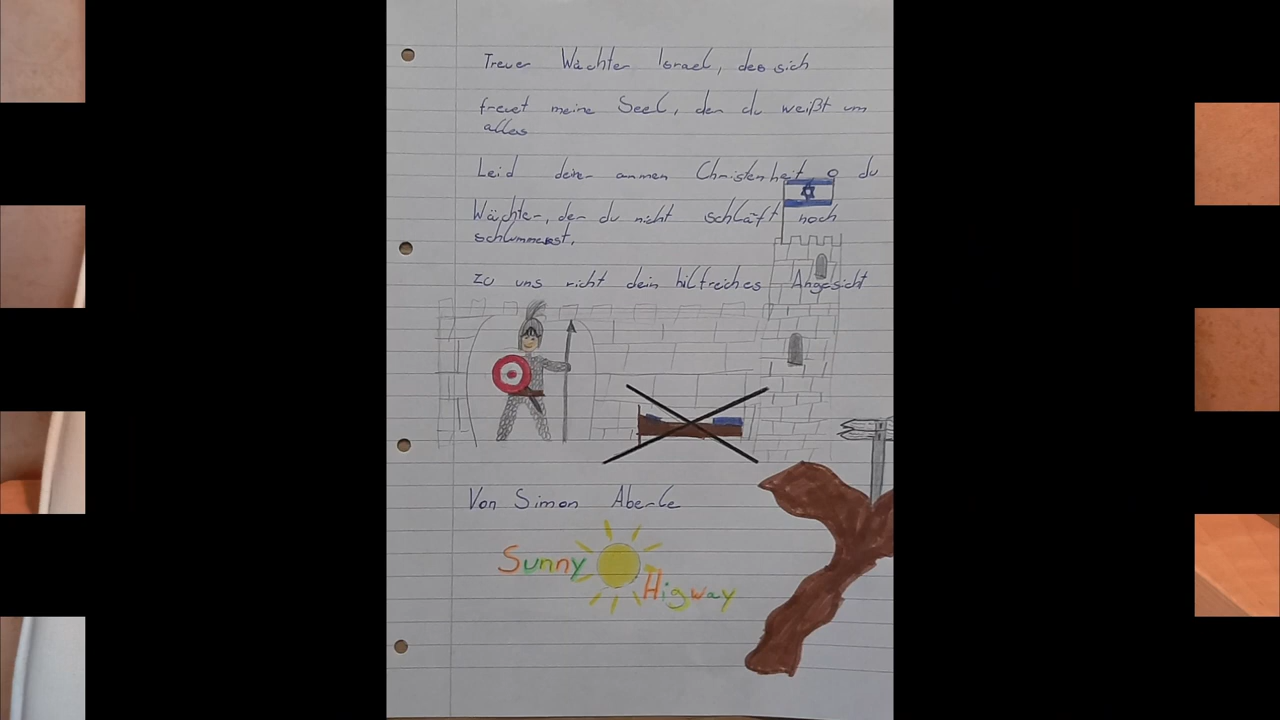 Treuer Wächter Israel, des sich
freuet meine Seel, der du weißt um
alles
Leid deiner armen Christenheit, o du
Wächter, der du nicht schläft noch
schlummerst,
zu uns richt dein hilfreiches Angesicht
Von Simon Aberle
Sunny
Higway